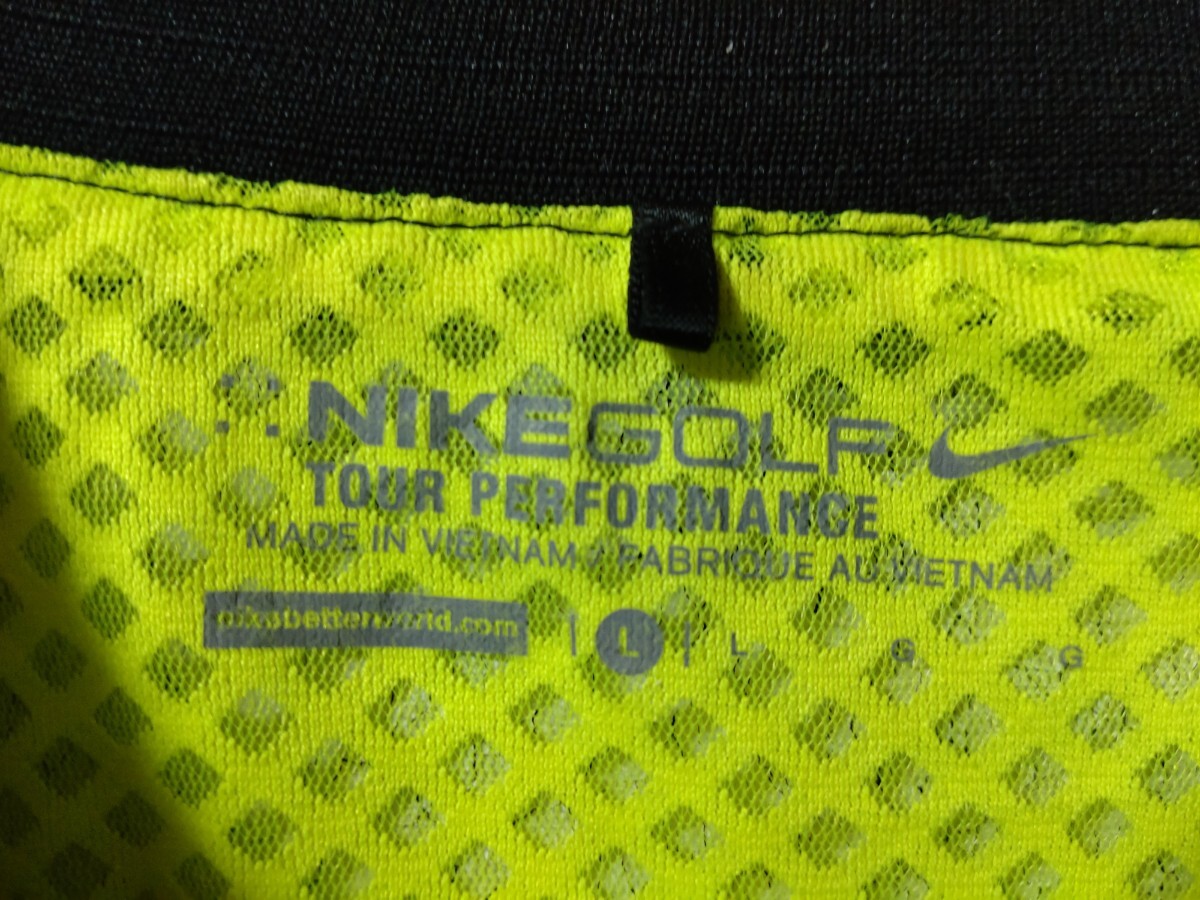 NIKEGOLF
TOUR PERFORMANCE
MADE IN VIETNAM / FABRIQUE AU VIETNAM
nikebetterworld.com | L | L S G